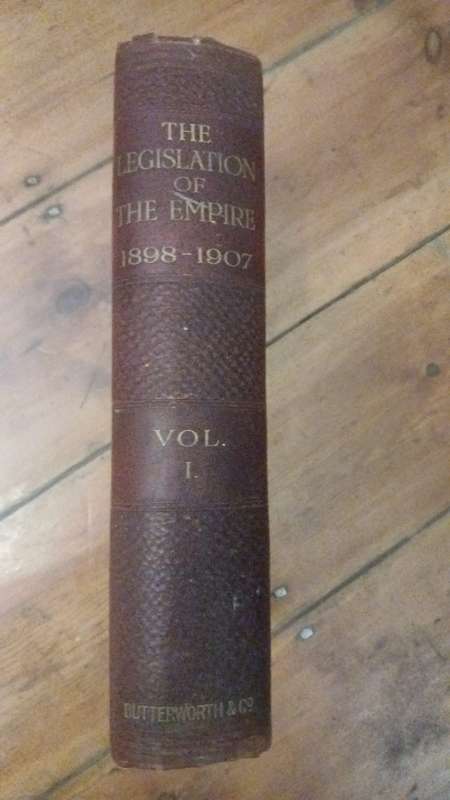 THE
LEGISLATION
OF
THE EMPIRE
1898-1907
VOL.
I.
BUTTERWORTH & Co.